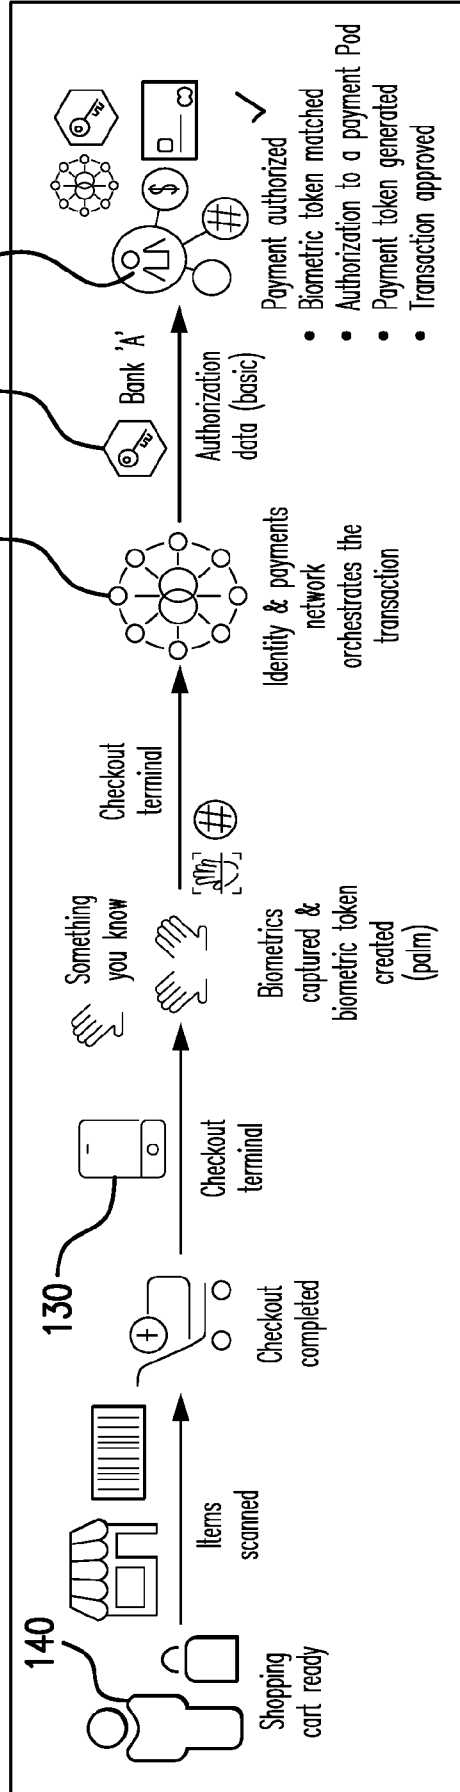 140
Shopping
cart ready
Items
scanned
130
Checkout
completed
Checkout
terminal
Something
you know
Biometrics
captured &
biometric token
created
(palm)
Checkout
terminal
Identity & payments
network
orchestrates the
transaction
Bank 'A'
Authorization
data (basic)
$
#
#
Payment authorized
• Biometric token matched
• Authorization to a payment Pod
• Payment token generated
• Transaction approved